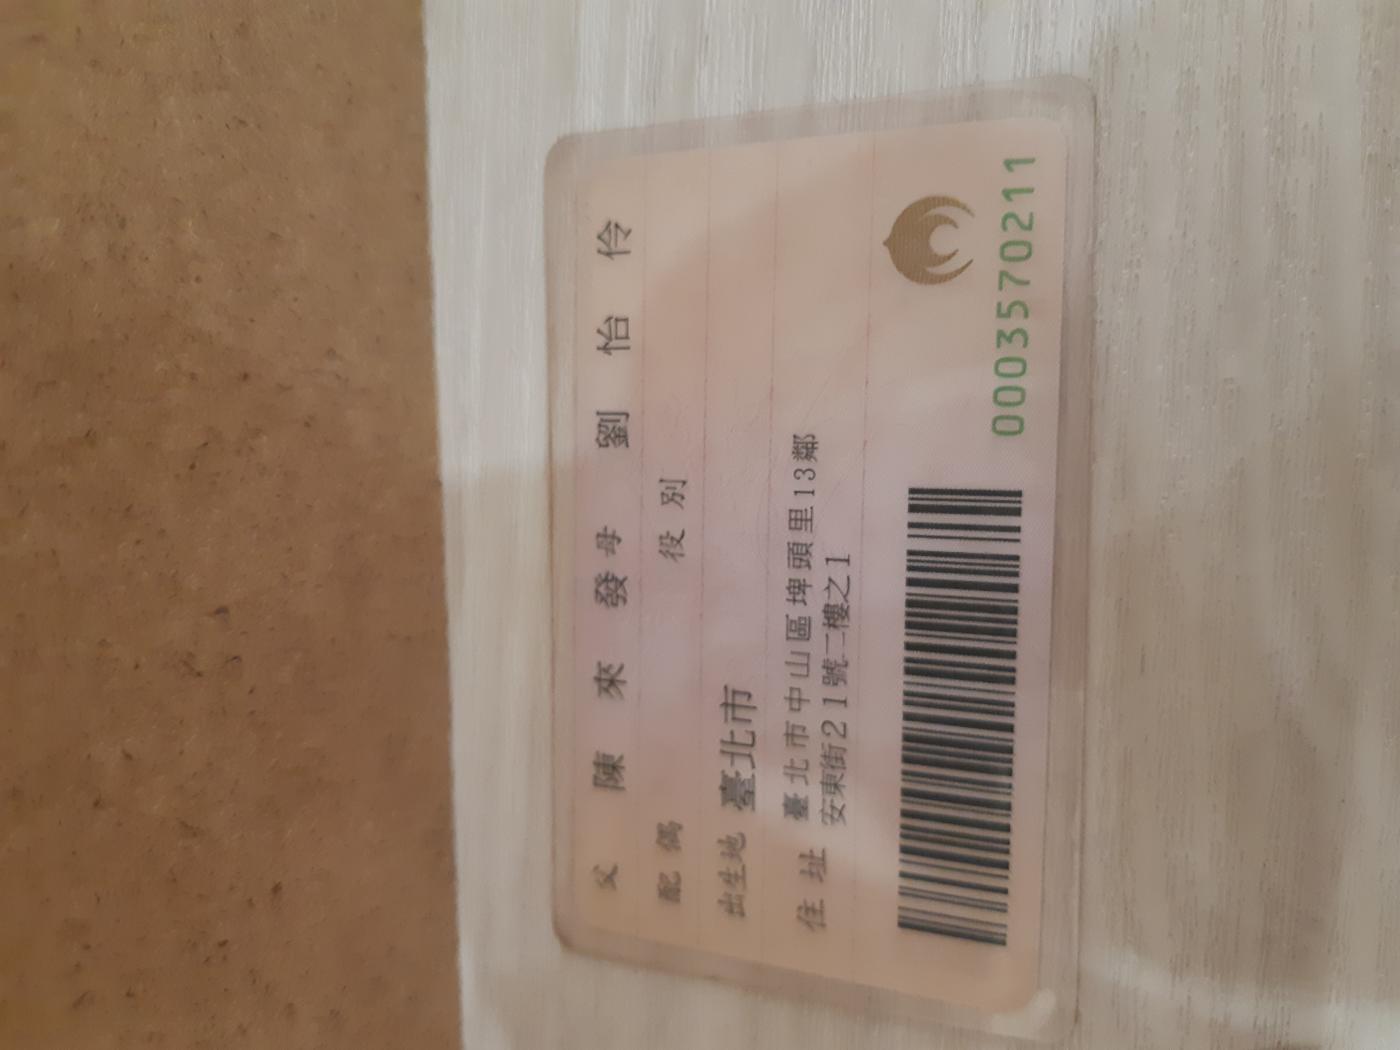 父 陳來發 母 劉怡伶
配偶 役別
出生地 臺北市
住址 臺北市中山區埤頭里13鄰
安東街21號二樓之1
0003570211